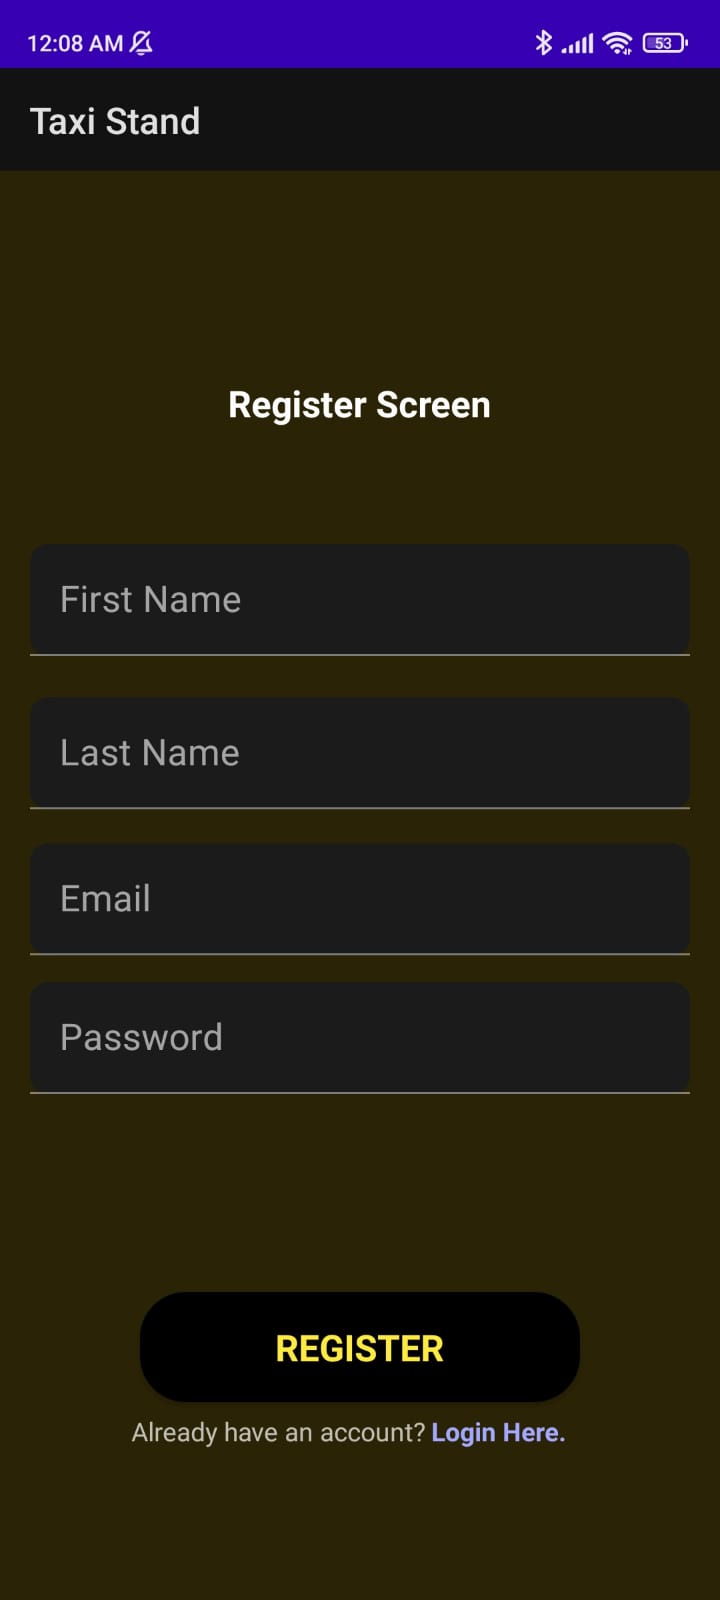 12:08 AM
53
Taxi Stand
Register Screen
First Name
Last Name
Email
Password
REGISTER
Already have an account? Login Here.